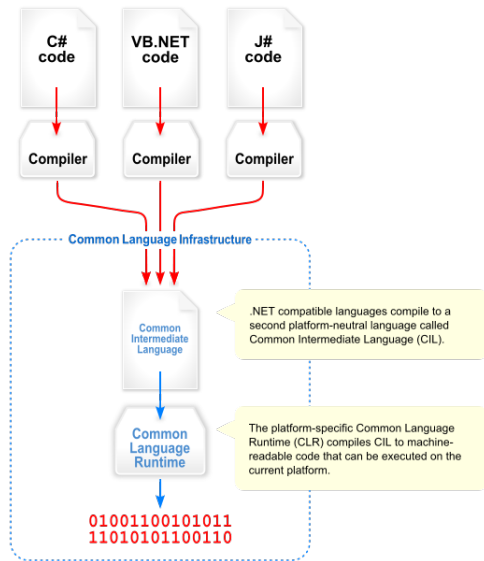 C#
code
VB.NET
code
J#
code
Compiler
Compiler
Compiler
Common Language Infrastructure
Common
Intermediate
Language
.NET compatible languages compile to a
second platform-neutral language called
Common Intermediate Language (CIL).
Common
Language
Runtime
The platform-specific Common Language
Runtime (CLR) compiles CIL to machine-
readable code that can be executed on the
current platform.
01001100101011
11010101100110